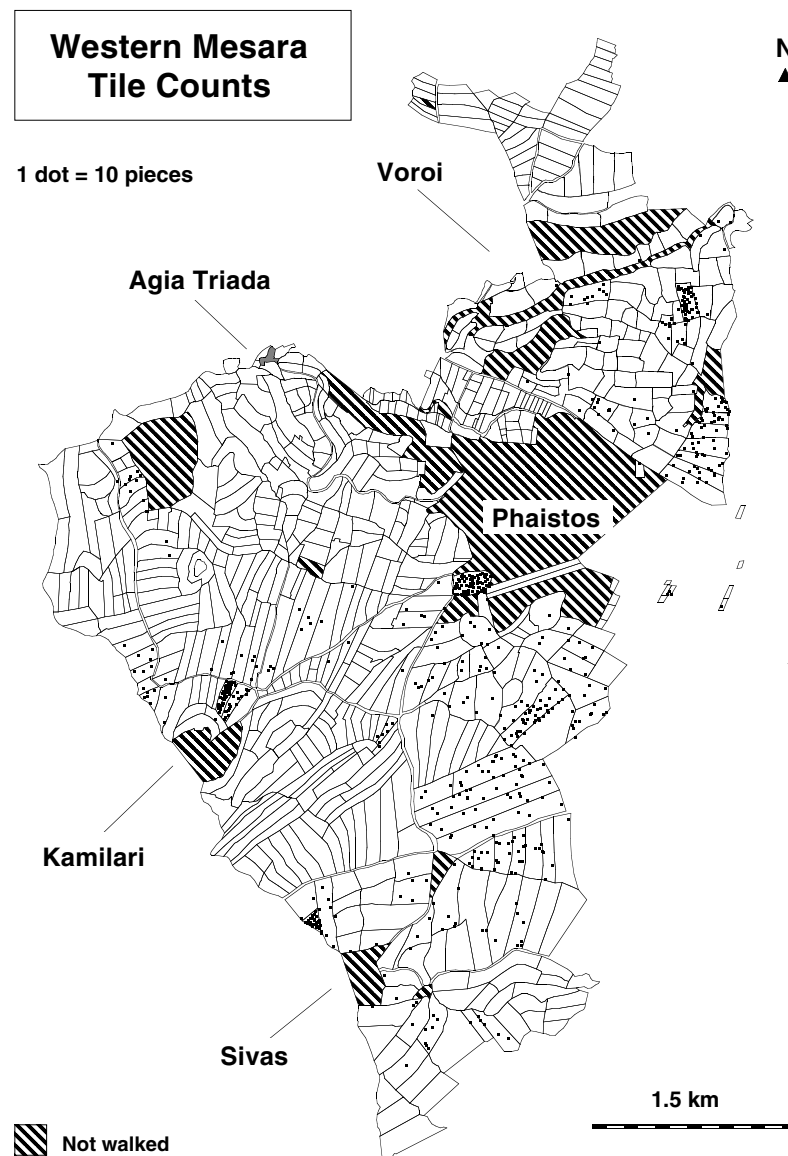 Western Mesara
Tile Counts
N
1 dot = 10 pieces
Voroi
Agia Triada
Phaistos
Kamilari
Sivas
1.5 km
Not walked